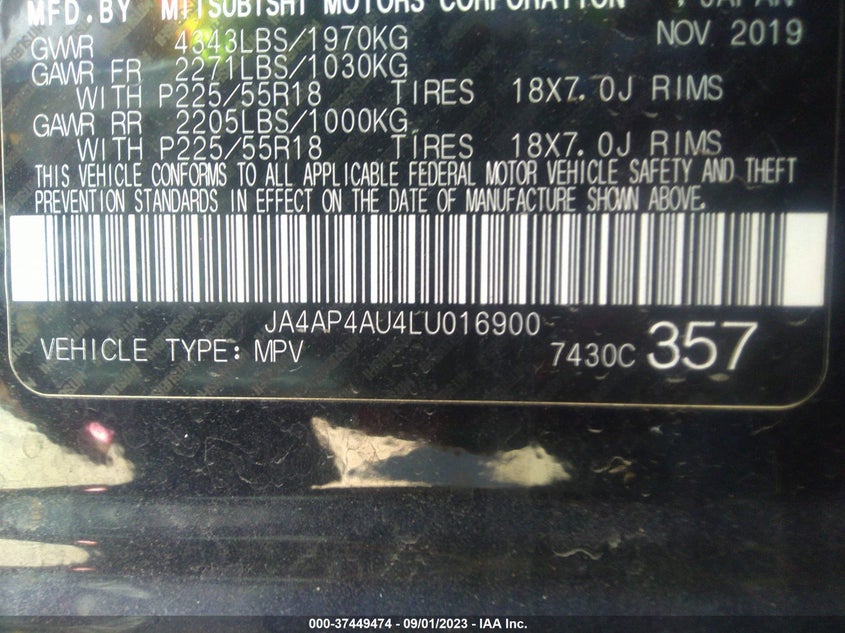 MFD.BY MITSUBISHI MOTORS CORPORATION , JAPAN
GVWR 4343LBS/1970KG NOV 2019
GAWR FR 2271LBS/1030KG
WITH P225/55R18 TIRES 18X7.0J RIMS
GAWR RR 2205LBS/1000KG
WITH P225/55R18 TIRES 18X7.0J RIMS
THIS VEHICLE CONFORMS TO ALL APPLICABLE FEDERAL MOTOR VEHICLE SAFETY AND THEFT
PREVENTION STANDARDS IN EFFECT ON THE DATE OF MANUFACTURE SHOWN ABOVE.
JA4AP4AU4LU016900
VEHICLE TYPE: MPV 7430C 357
000-37449474 - 09/01/2023 - IAA Inc.